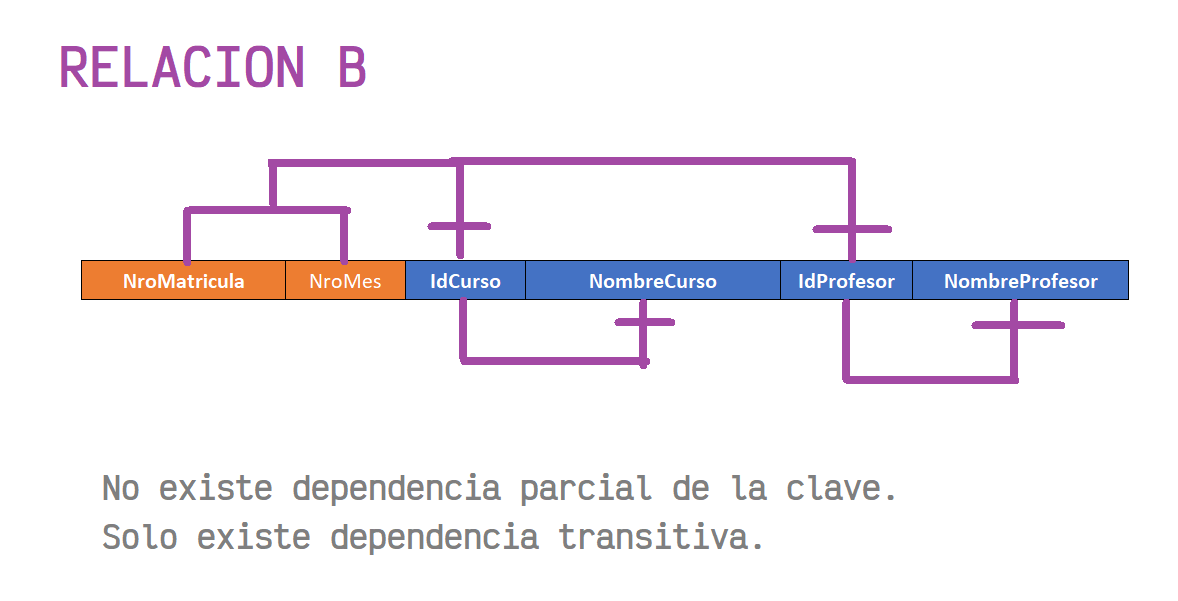 RELACION B
NroMatricula NroMes IdCurso NombreCurso IdProfesor NombreProfesor
No existe dependencia parcial de la clave.
Solo existe dependencia transitiva.